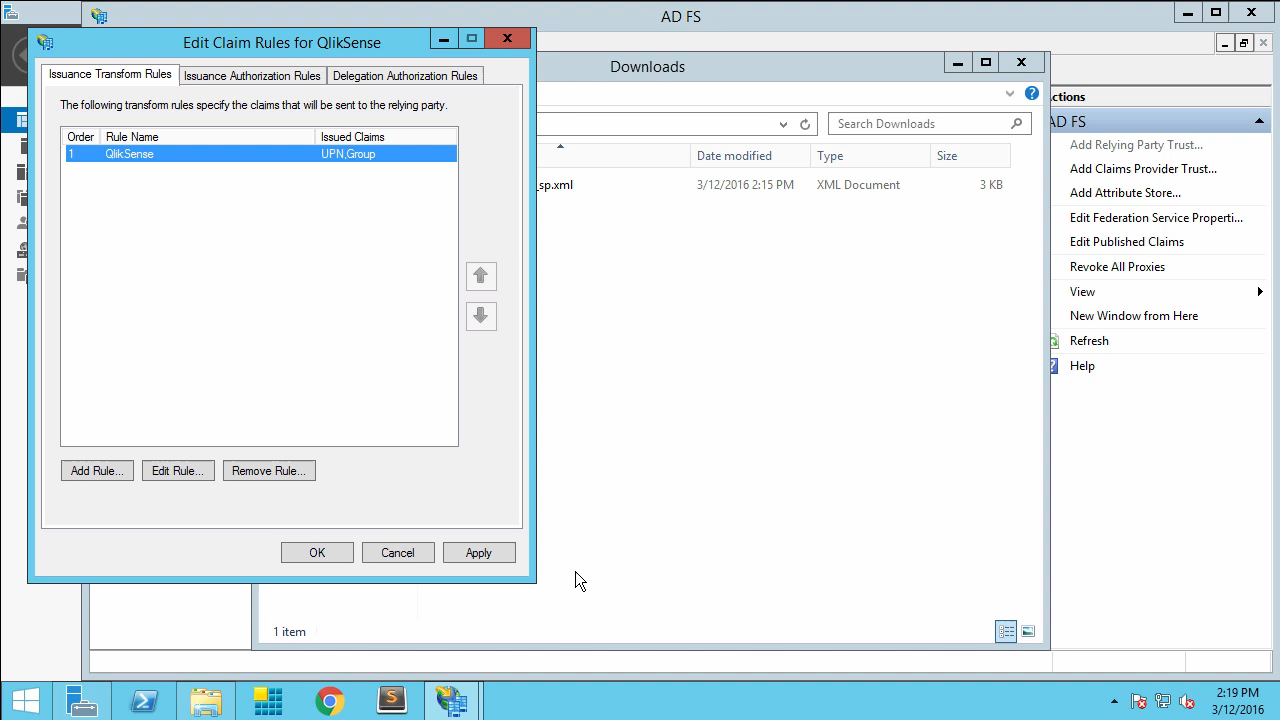 AD FS
Edit Claim Rules for QlikSense
Issuance Transform Rules
Issuance Authorization Rules
Delegation Authorization Rules
The following transform rules specify the claims that will be sent to the relying party.
Order
Rule Name
Issued Claims
1
QlikSense
UPN,Group
Add Rule...
Edit Rule...
Remove Rule...
OK
Cancel
Apply
Downloads
Search Downloads
Date modified
Type
Size
_sp.xml
3/12/2016 2:15 PM
XML Document
3 KB
1 item
ctions
AD FS
Add Relying Party Trust...
Add Claims Provider Trust...
Add Attribute Store...
Edit Federation Service Properti...
Edit Published Claims
Revoke All Proxies
View
New Window from Here
Refresh
Help
2:19 PM
3/12/2016